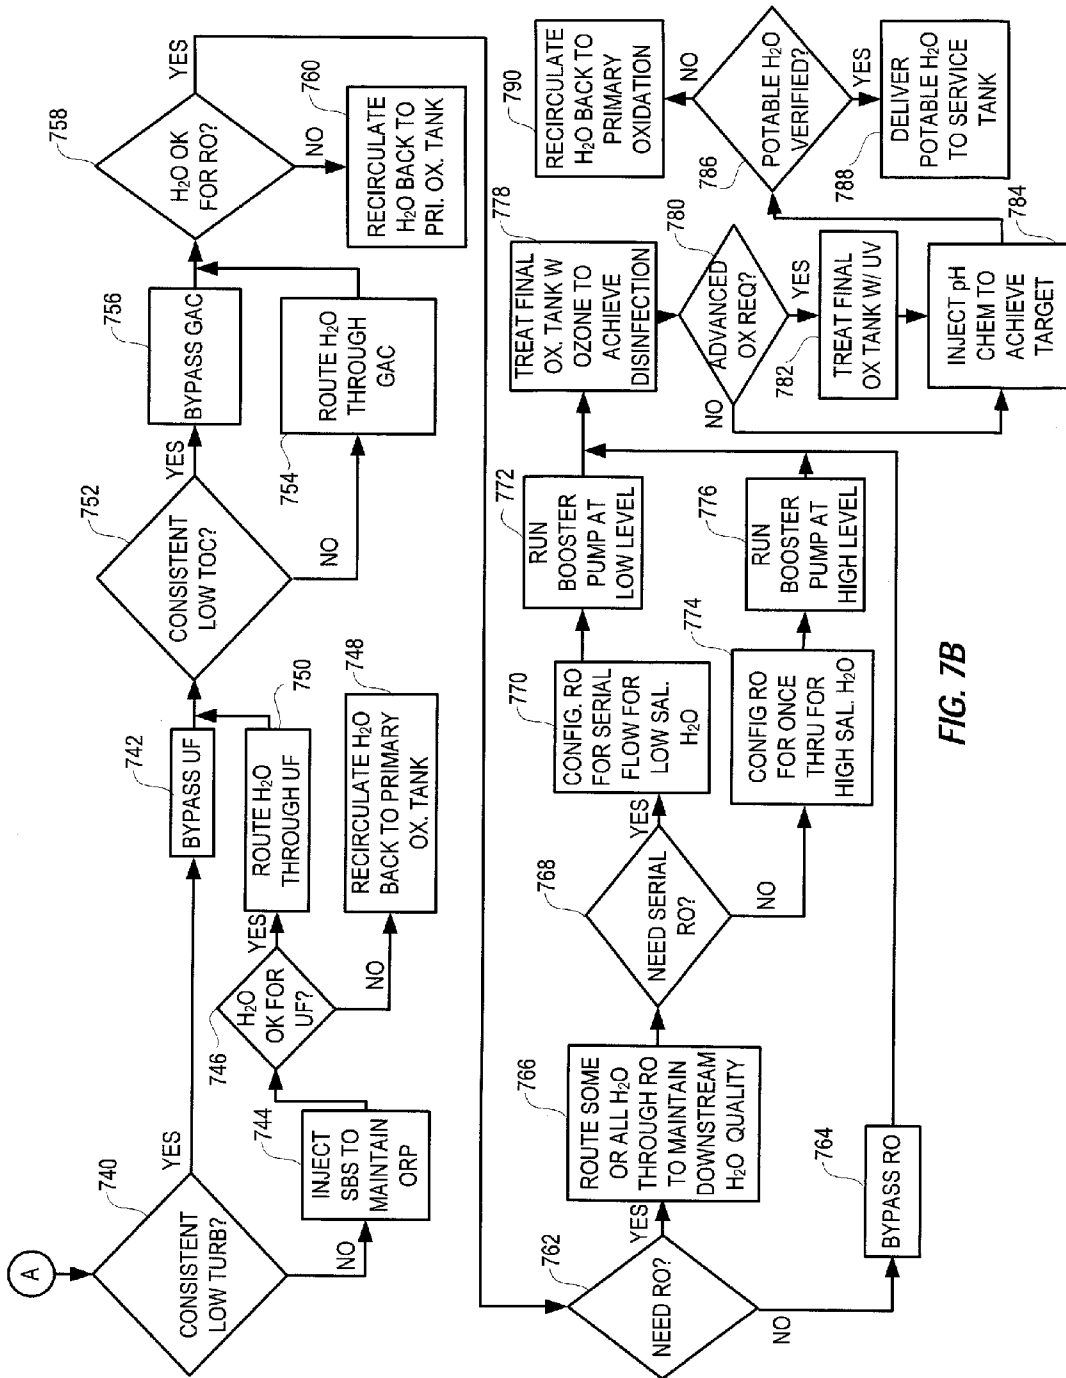 A
740
CONSISTENT
LOW TURB?
YES
NO
742
BYPASS UF
744
INJECT
SBS TO
MAINTAIN
ORP
746
H₂O
OK FOR
UF?
YES
NO
750
ROUTE H₂O
THROUGH UF
748
RECIRCULATE H₂O
BACK TO PRIMARY
OX. TANK
752
CONSISTENT
LOW TOC?
YES
NO
756
BYPASS GAC
754
ROUTE H₂O
THROUGH
GAC
758
H₂O OK
FOR RO?
YES
NO
760
RECIRCULATE
H₂O BACK TO
PRI. OX. TANK
762
NEED RO?
YES
NO
764
BYPASS RO
766
ROUTE SOME
OR ALL H₂O
THROUGH RO
TO MAINTAIN
DOWNSTREAM
H₂O QUALITY
768
NEED SERIAL
RO?
YES
NO
770
CONFIG. RO
FOR SERIAL
FLOW FOR
LOW SAL.
H₂O
772
RUN
BOOSTER
PUMP AT
LOW LEVEL
774
CONFIG RO
FOR ONCE
THRU FOR
HIGH SAL. H₂O
776
RUN
BOOSTER
PUMP AT
HIGH LEVEL
778
TREAT FINAL
OX. TANK W
OZONE TO
ACHIEVE
DISINFECTION
780
ADVANCED
OX REQ?
YES
NO
782
TREAT FINAL
OX TANK W/ UV
784
INJECT pH
CHEM TO
ACHIEVE
TARGET
786
POTABLE H₂O
VERIFIED?
NO
YES
790
RECIRCULATE
H₂O BACK TO
PRIMARY
OXIDATION
788
DELIVER
POTABLE H₂O
TO SERVICE
TANK
FIG. 7B